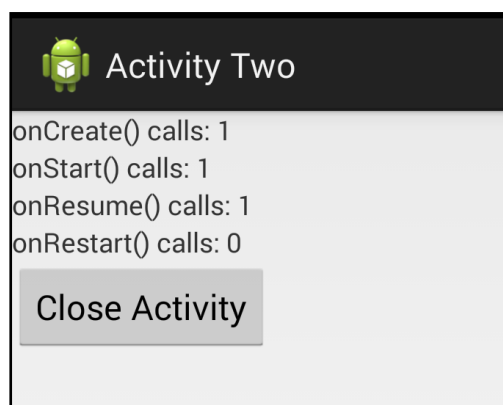 Activity Two
onCreate() calls: 1
onStart() calls: 1
onResume() calls: 1
onRestart() calls: 0
Close Activity